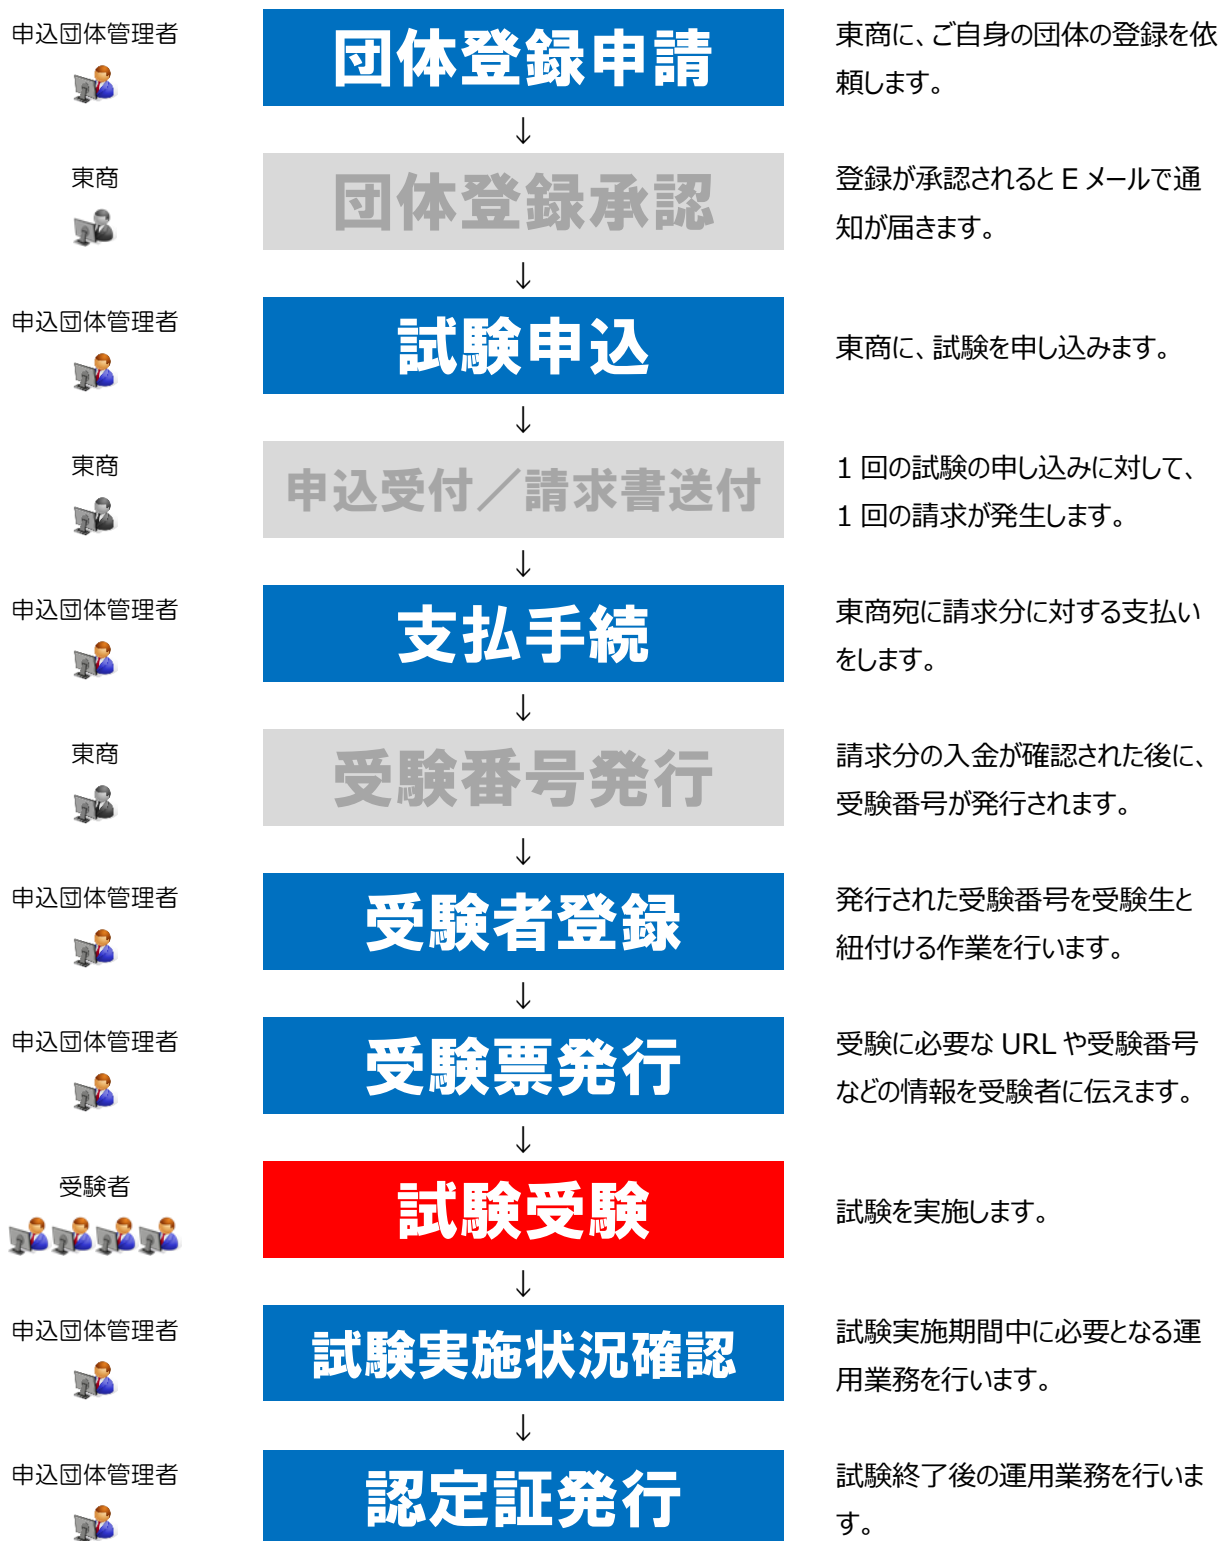 申込団体管理者
団体登録申請
東商に、ご自身の団体の登録を依
頼します。
↓
東商
団体登録承認
登録が承認されるとEメールで通
知が届きます。
↓
申込団体管理者
試験申込
東商に、試験を申し込みます。
↓
東商
申込受付／請求書送付
1 回の試験の申し込みに対して、
1 回の請求が発生します。
↓
申込団体管理者
支払手続
東商宛に請求分に対する支払い
をします。
↓
東商
受験番号発行
請求分の入金が確認された後に、
受験番号が発行されます。
↓
申込団体管理者
受験者登録
発行された受験番号を受験生と
紐付ける作業を行います。
↓
申込団体管理者
受験票発行
受験に必要な URL や受験番号
などの情報を受験者に伝えます。
↓
受験者
試験受験
試験を実施します。
↓
申込団体管理者
試験実施状況確認
試験実施期間中に必要となる運
用業務を行います。
↓
申込団体管理者
認定証発行
試験終了後の運用業務を行いま
す。